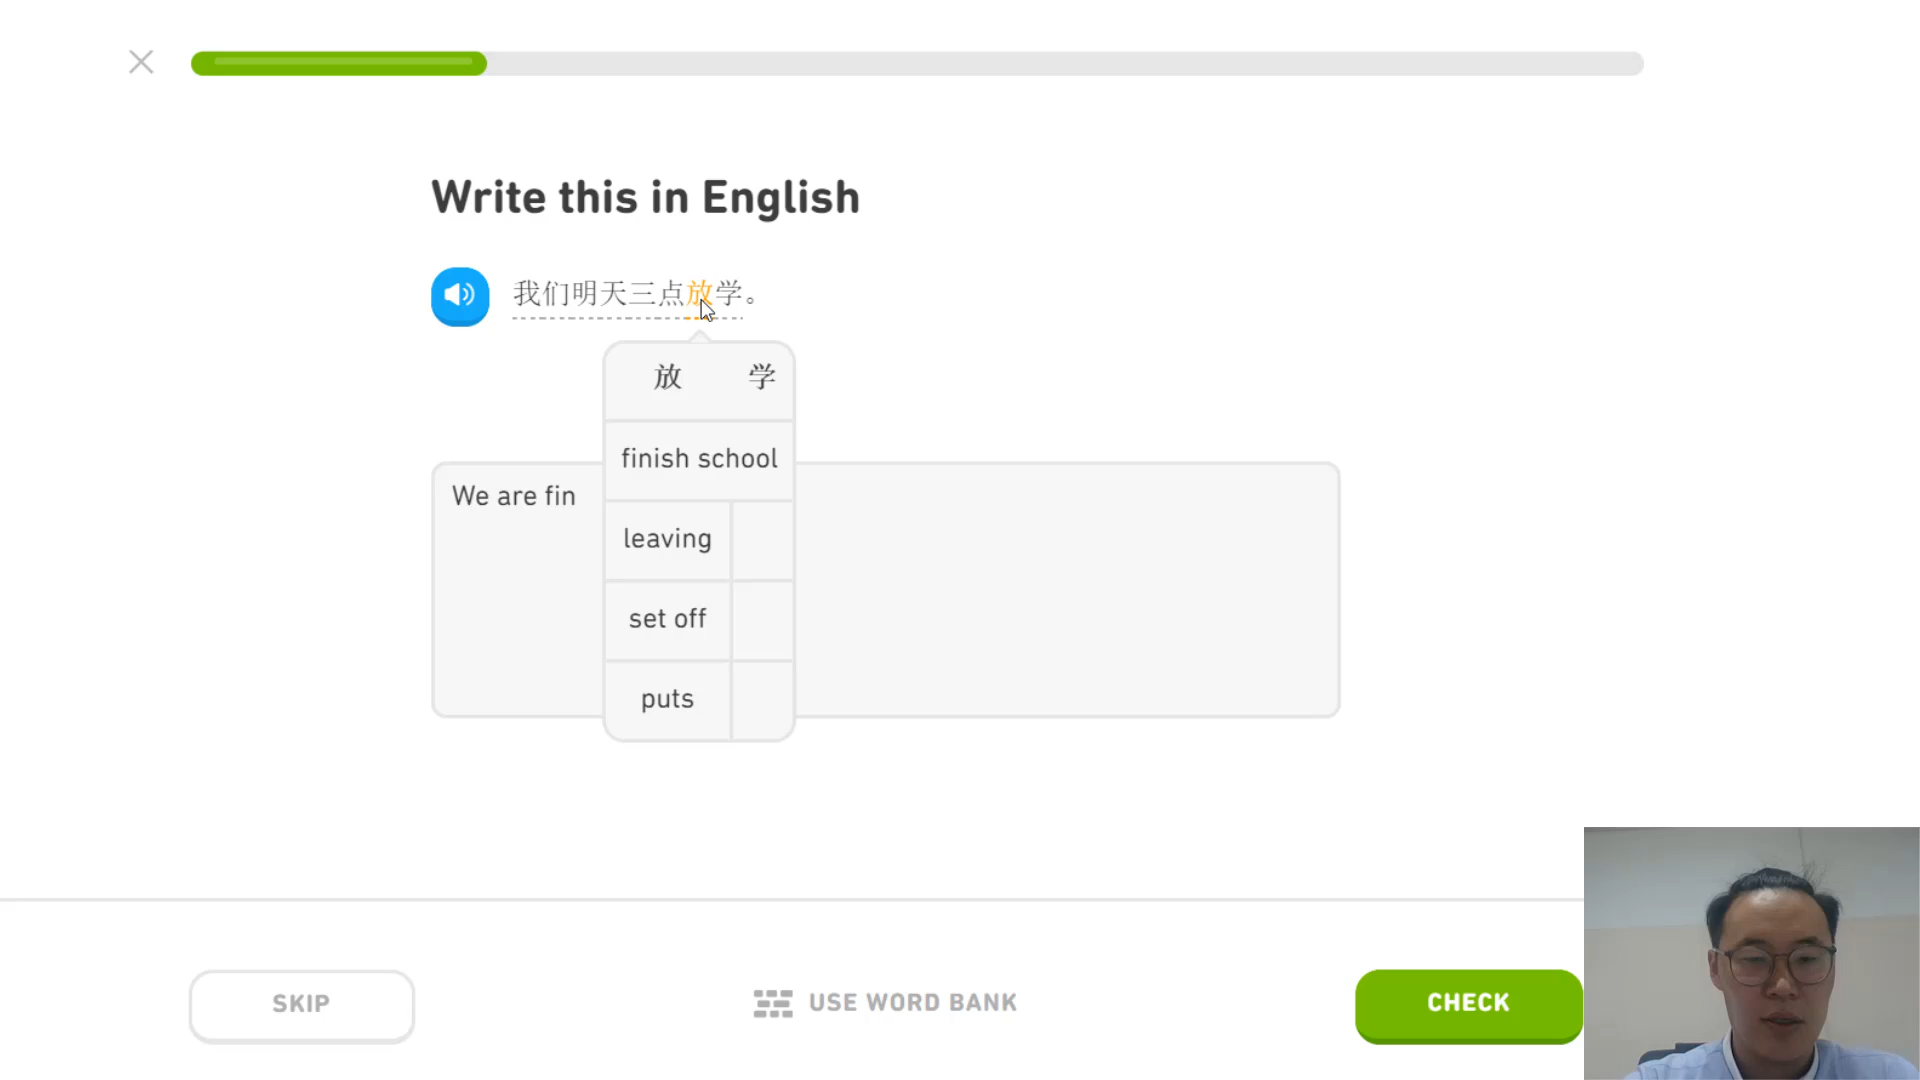 Write this in English
我们明天三点放学。
放 学
finish school
We are fin
leaving
set off
puts
SKIP
USE WORD BANK
CHECK